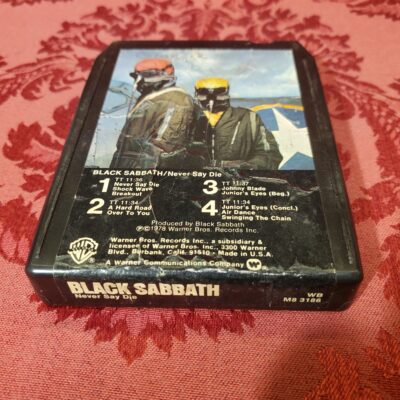 BLACK SABBATH/Never Say Die
1 TT 11:36
Never Say Die
Shock Wave
Breakout
2 TT 11:34
A Hard Road
Over To You
3 TT 11:37
Johnny Blade
Junior's Eyes (Beg.)
4 TT 11:34
Junior's Eyes (Concl.)
Air Dance
Swinging The Chain
Produced by Black Sabbath
©1978 Warner Bros. Records Inc.
Warner Bros. Records Inc., a subsidiary &
licensee of Warner Bros. Inc., 3300 Warner
Blvd., Burbank, Calif. 91510 • Made in U.S.A.
A Warner Communications Company
BLACK SABBATH
Never Say Die
WB
M8 3186